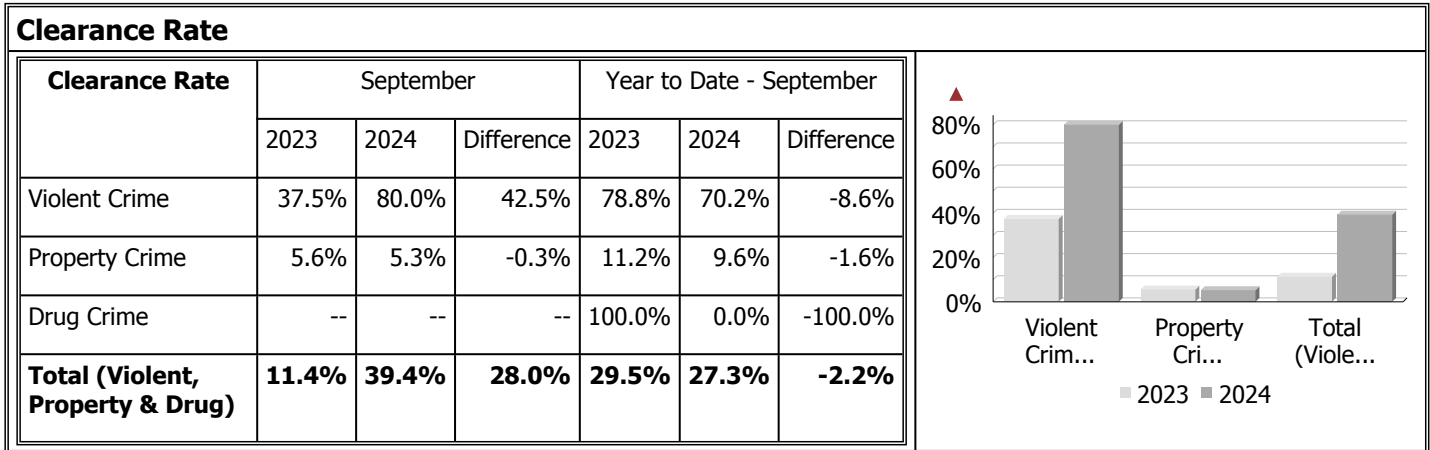 Clearance Rate
Clearance Rate September Year to Date - September
2023 2024 Difference 2023 2024 Difference
Violent Crime 37.5% 80.0% 42.5% 78.8% 70.2% -8.6%
Property Crime 5.6% 5.3% -0.3% 11.2% 9.6% -1.6%
Drug Crime -- -- -- 100.0% 0.0% -100.0%
Total (Violent, 11.4% 39.4% 28.0% 29.5% 27.3% -2.2%
Property & Drug)
80%
60%
40%
20%
0%
Violent Property Total
Crim... Cri... (Viole...
2023 2024